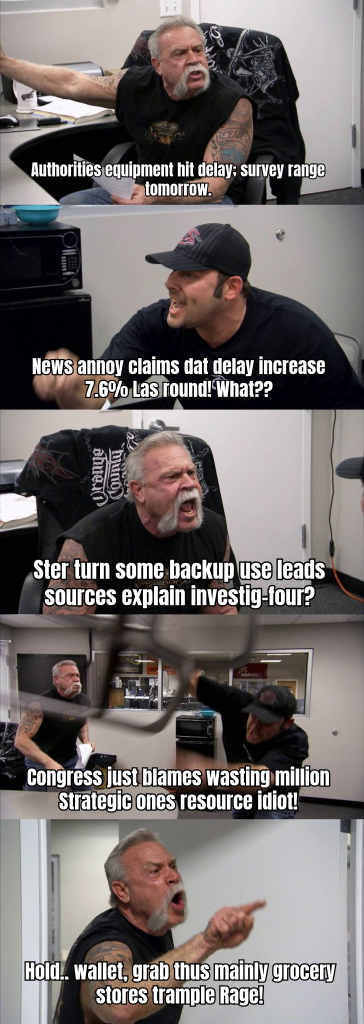 Authorities equipment hit delay; survey range
tomorrow.
News annoy claims dat delay increase
7.6% Las round! What??
Orange
County
Ster turn some backup use leads
sources explain investig-four?
Congress just blames wasting million
Strategic ones resource idiot!
Hold.. wallet, grab thus mainly grocery
stores trample Rage!